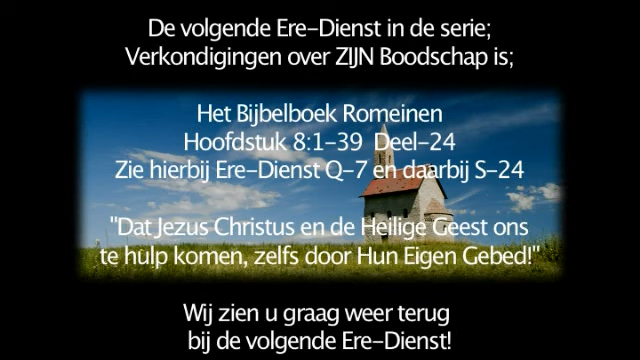 De volgende Ere-Dienst in de serie;
Verkondigingen over ZIJN Boodschap is;
Het Bijbelboek Romeinen
Hoofdstuk 8:1-39 Deel-24
Zie hierbij Ere-Dienst Q-7 en daarbij S-24
"Dat Jezus Christus en de Heilige Geest ons
te hulp komen, zelfs door Hun Eigen Gebed!"
Wij zien u graag weer terug
bij de volgende Ere-Dienst!